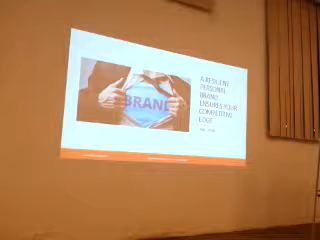 BRAND
A RESILIENT
PERSONAL
BRAND
ENSURES YOUR
COMPETITIVE
EDGE